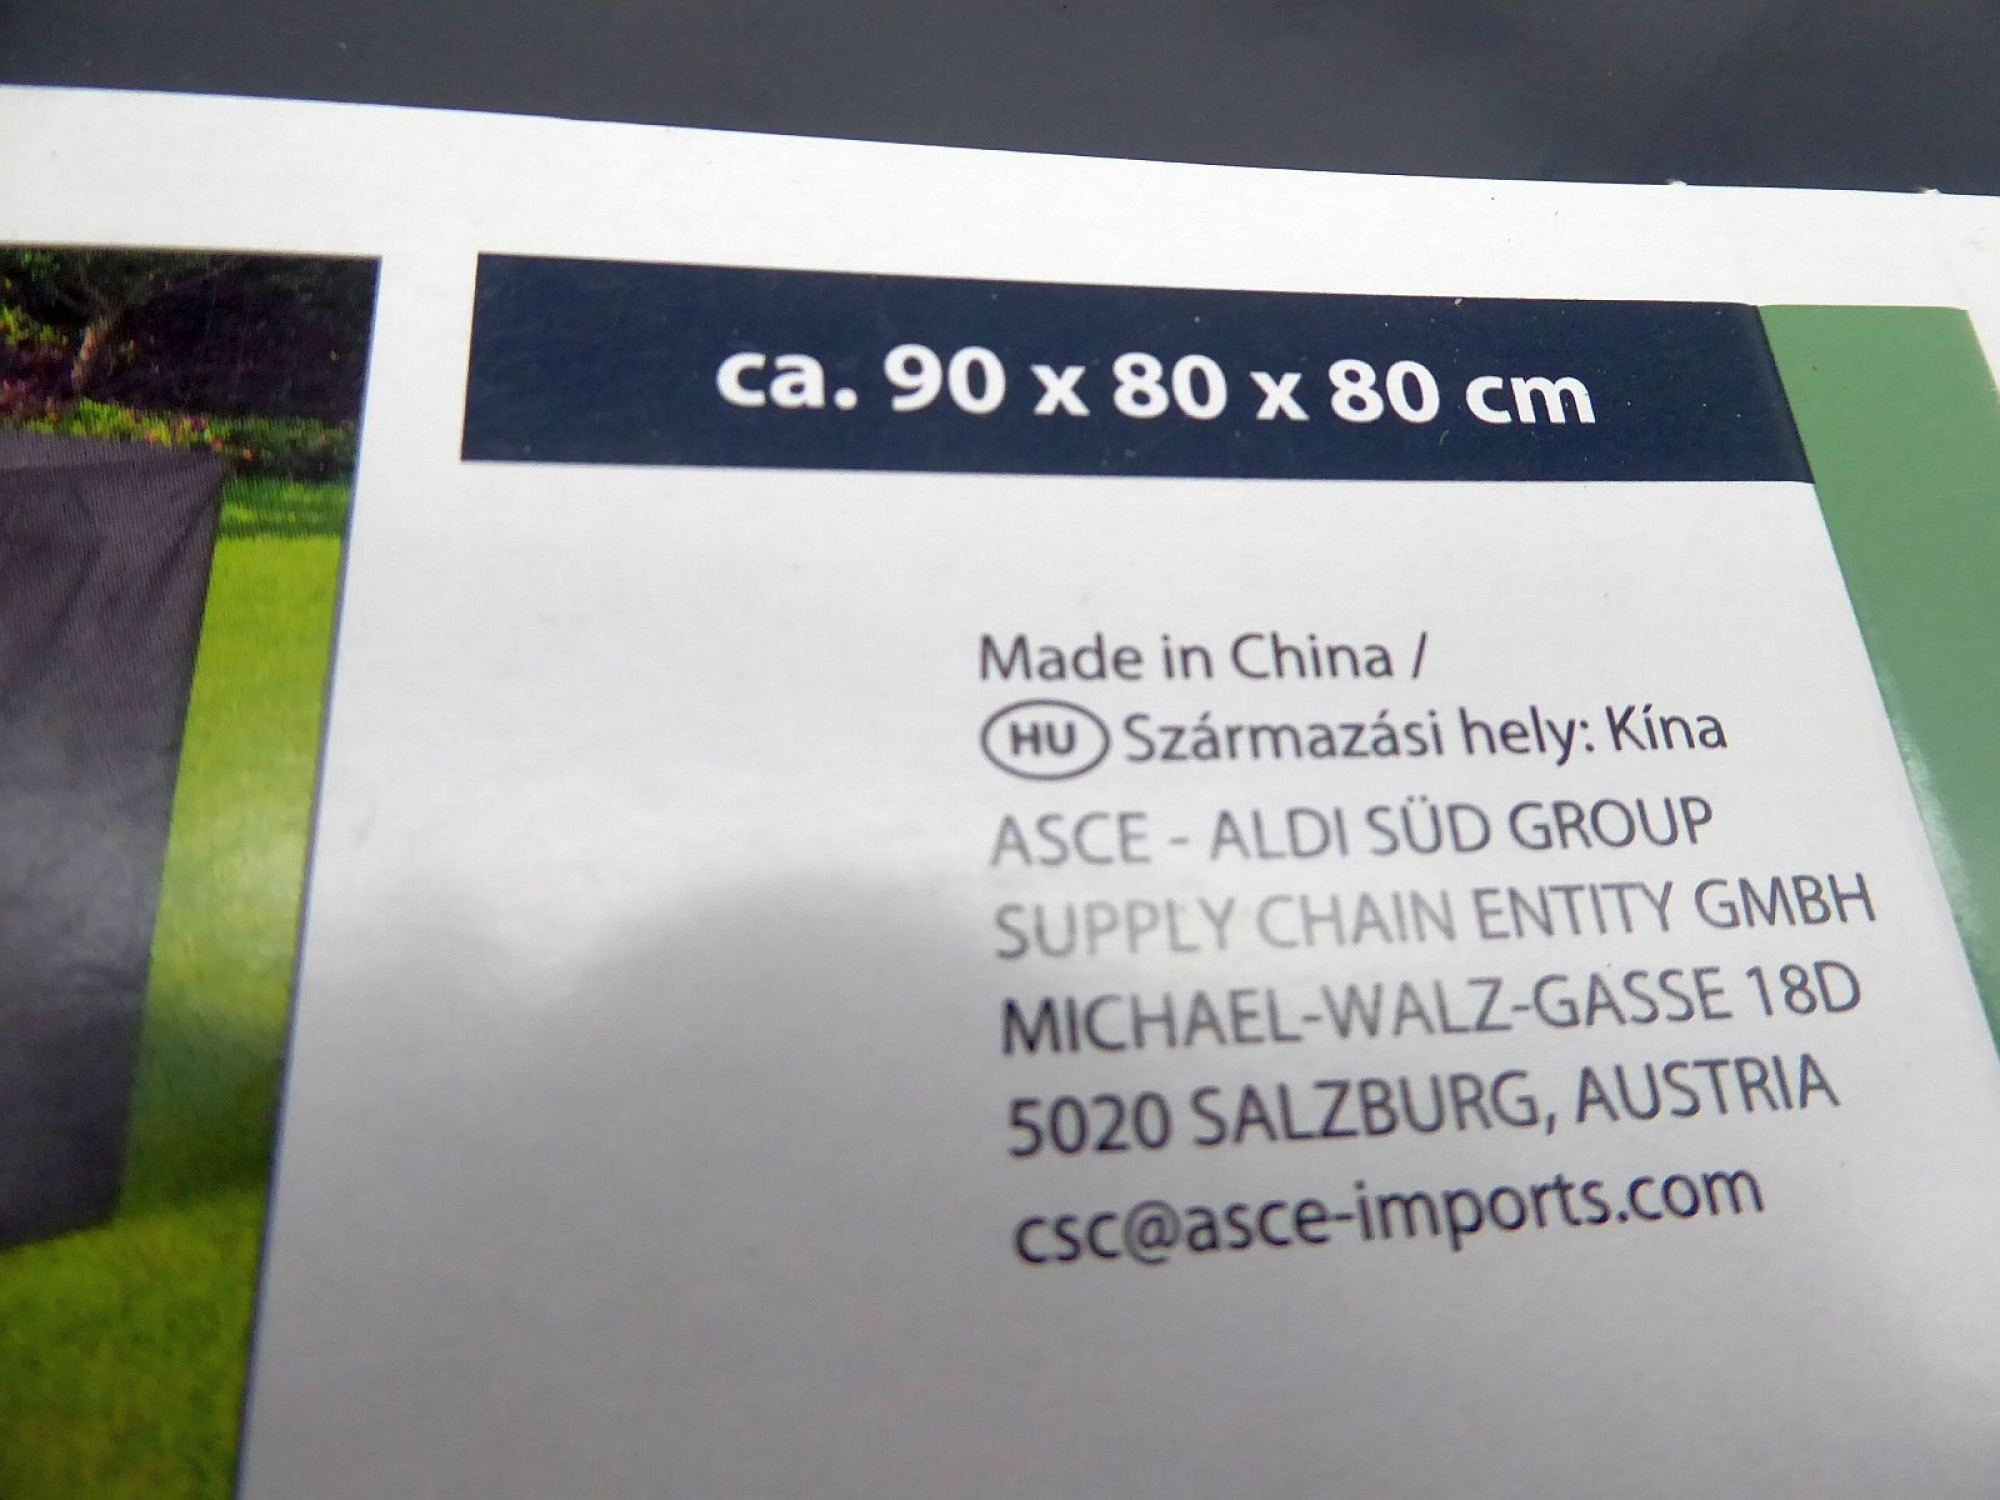 ca. 90 x 80 x 80 cm
Made in China /
HU Származási hely: Kína
ASCE - ALDI SÜD GROUP
SUPPLY CHAIN ENTITY GMBH
MICHAEL-WALZ-GASSE 18D
5020 SALZBURG, AUSTRIA
csc@asce-imports.com